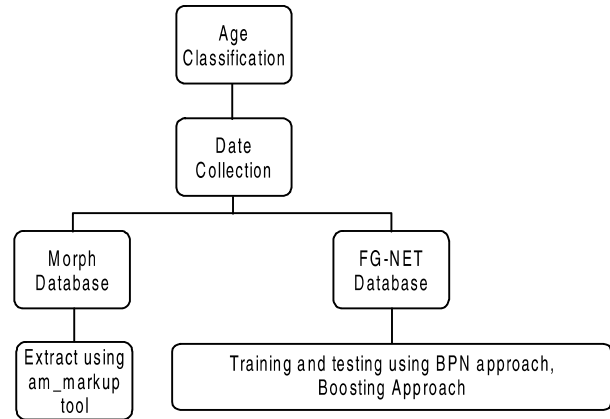 Age
Classification
Date
Collection
Morph
Database
FG-NET
Database
Extract using
am_markup
tool
Training and testing using BPN approach,
Boosting Approach